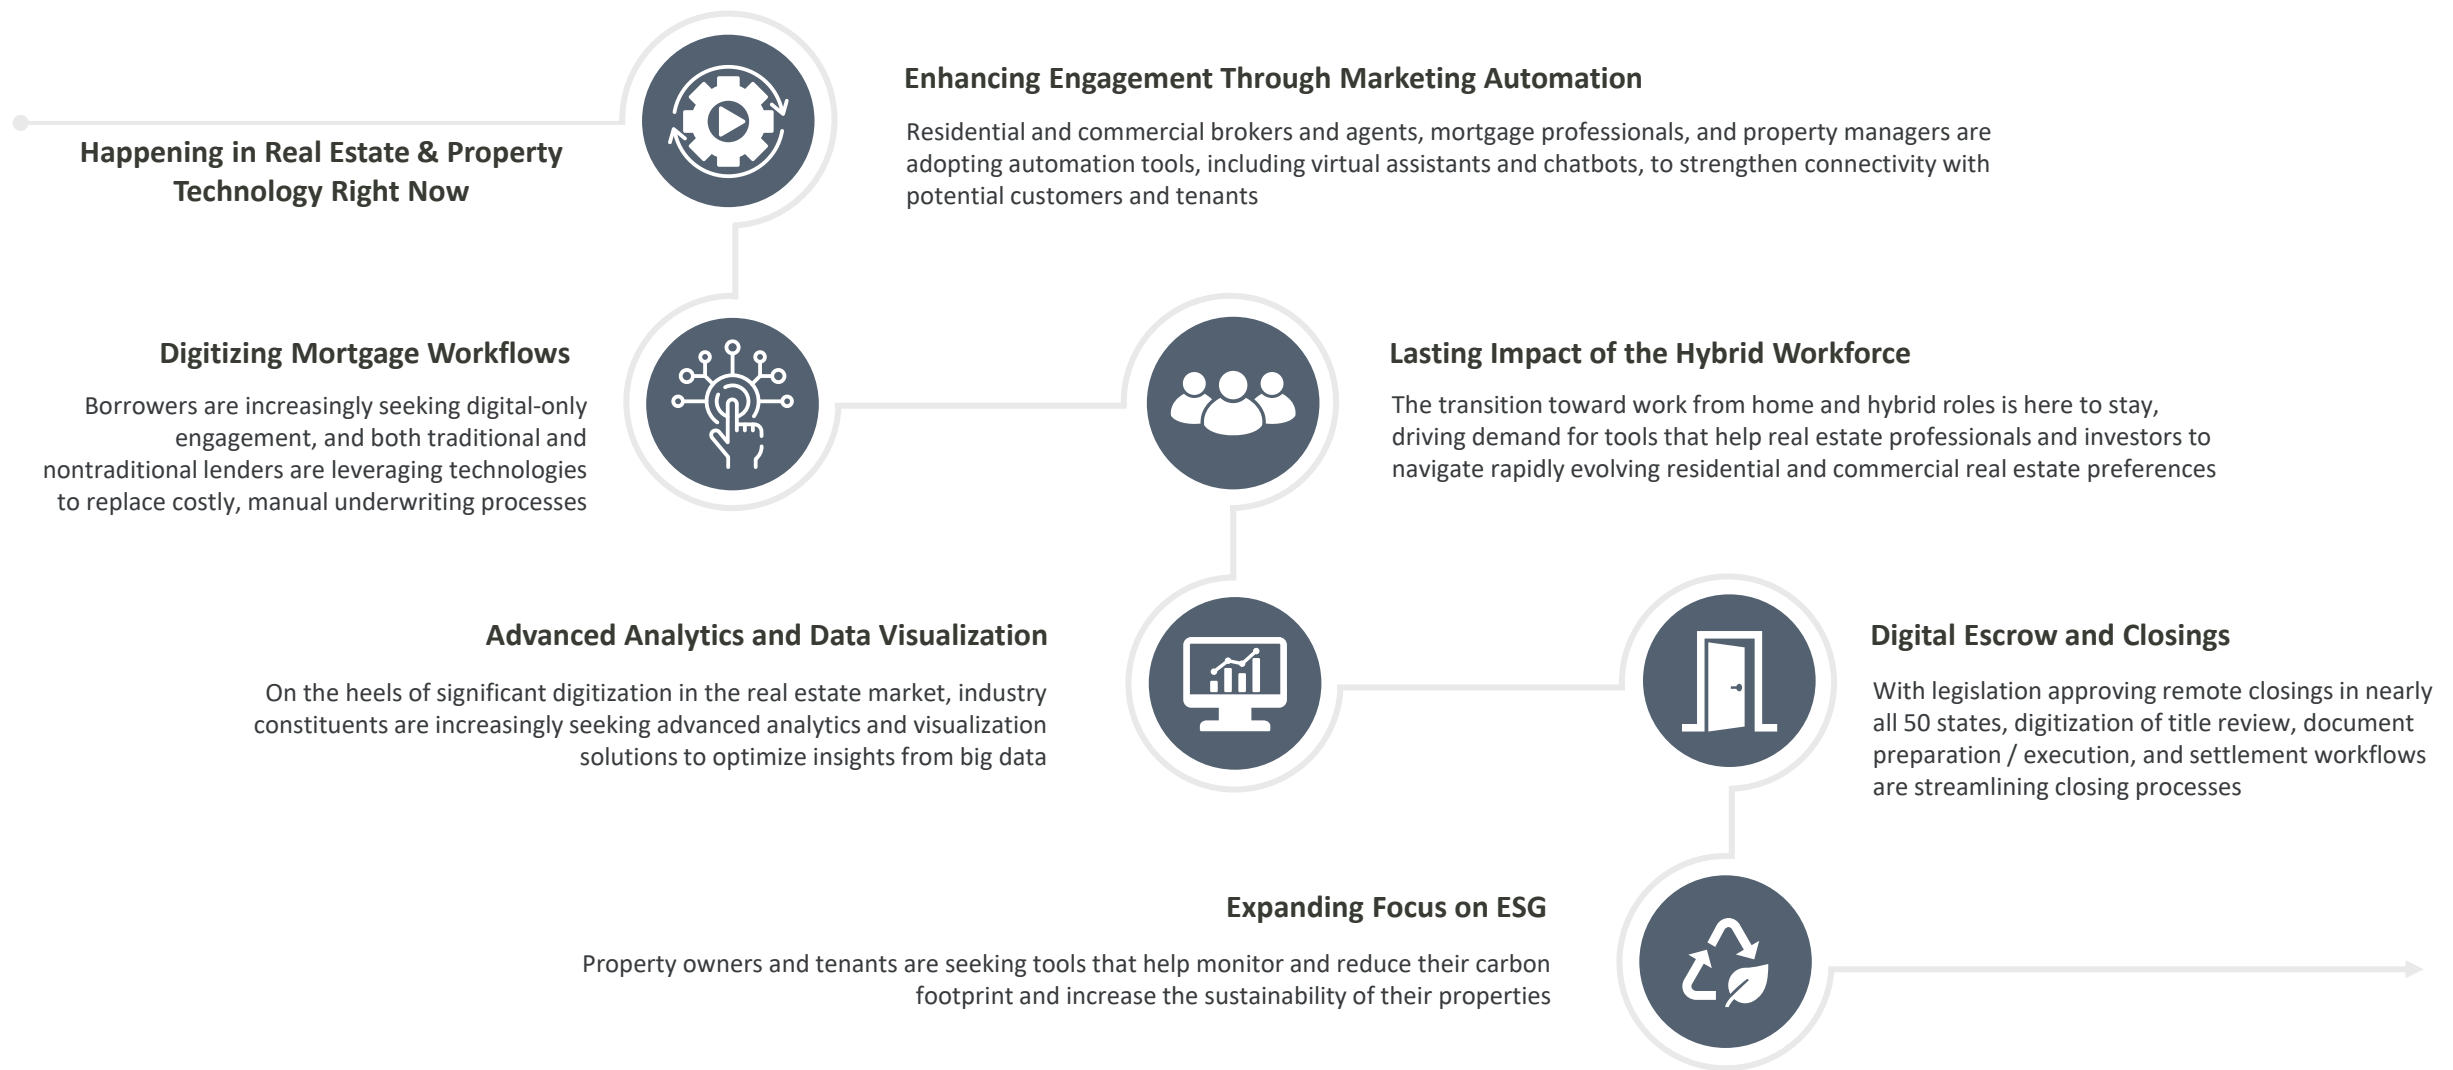 Happening in Real Estate & Property
Technology Right Now
Enhancing Engagement Through Marketing Automation
Residential and commercial brokers and agents, mortgage professionals, and property managers are
adopting automation tools, including virtual assistants and chatbots, to strengthen connectivity with
potential customers and tenants
Digitizing Mortgage Workflows
Borrowers are increasingly seeking digital-only
engagement, and both traditional and
nontraditional lenders are leveraging technologies
to replace costly, manual underwriting processes
Lasting Impact of the Hybrid Workforce
The transition toward work from home and hybrid roles is here to stay,
driving demand for tools that help real estate professionals and investors to
navigate rapidly evolving residential and commercial real estate preferences
Advanced Analytics and Data Visualization
On the heels of significant digitization in the real estate market, industry
constituents are increasingly seeking advanced analytics and visualization
solutions to optimize insights from big data
Digital Escrow and Closings
With legislation approving remote closings in nearly
all 50 states, digitization of title review, document
preparation / execution, and settlement workflows
are streamlining closing processes
Expanding Focus on ESG
Property owners and tenants are seeking tools that help monitor and reduce their carbon
footprint and increase the sustainability of their properties